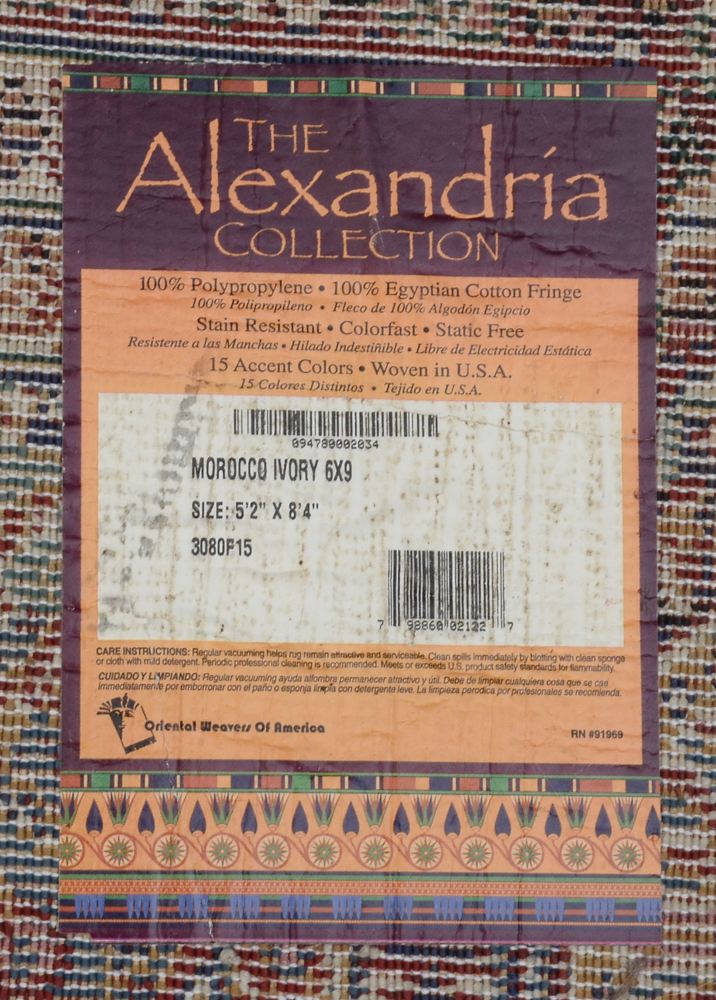 THE
Alexandria
COLLECTION
100% Polypropylene • 100% Egyptian Cotton Fringe
100% Polipropileno • Fleco de 100% Algodón Egipcio
Stain Resistant • Colorfast • Static Free
Resistente a las Manchas • Hilado Indestiñible • Libre de Electricidad Estática
15 Accent Colors • Woven in U.S.A.
15 Colores Distintos • Tejido en U.S.A.
094780002034
MOROCCO IVORY 6X9
SIZE: 5'2" X 8'4"
3080F15
7 98860 02122 7
CARE INSTRUCTIONS: Regular vacuuming helps rug remain attractive and serviceable. Clean spills immediately by blotting with clean sponge
or cloth with mild detergent. Periodic professional cleaning is recommended. Meets or exceeds U.S. product safety standards for flammability.
CUIDADO Y LIMPIANDO: Regular vacuuming ayuda alfombra permanecer atractivo y útil. Debe de limpiar cualquiera cosa que se cae
immediatamente por emborronar con el paño o esponja limpia con detergente leve. La limpieza perodica por profesionales se recomienda.
Oriental Weavers Of America
RN #91969